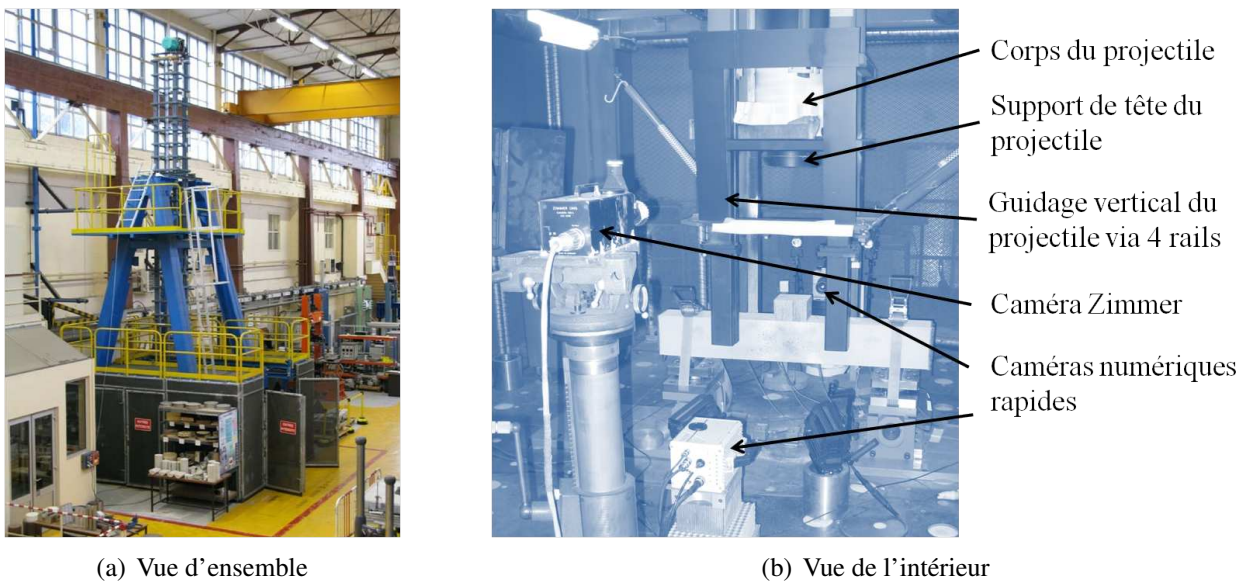 Corps du projectile
Support de tête du
projectile
Guidage vertical du
projectile via 4 rails
Caméra Zimmer
Caméras numériques
rapides
(a) Vue d'ensemble
(b) Vue de l'intérieur